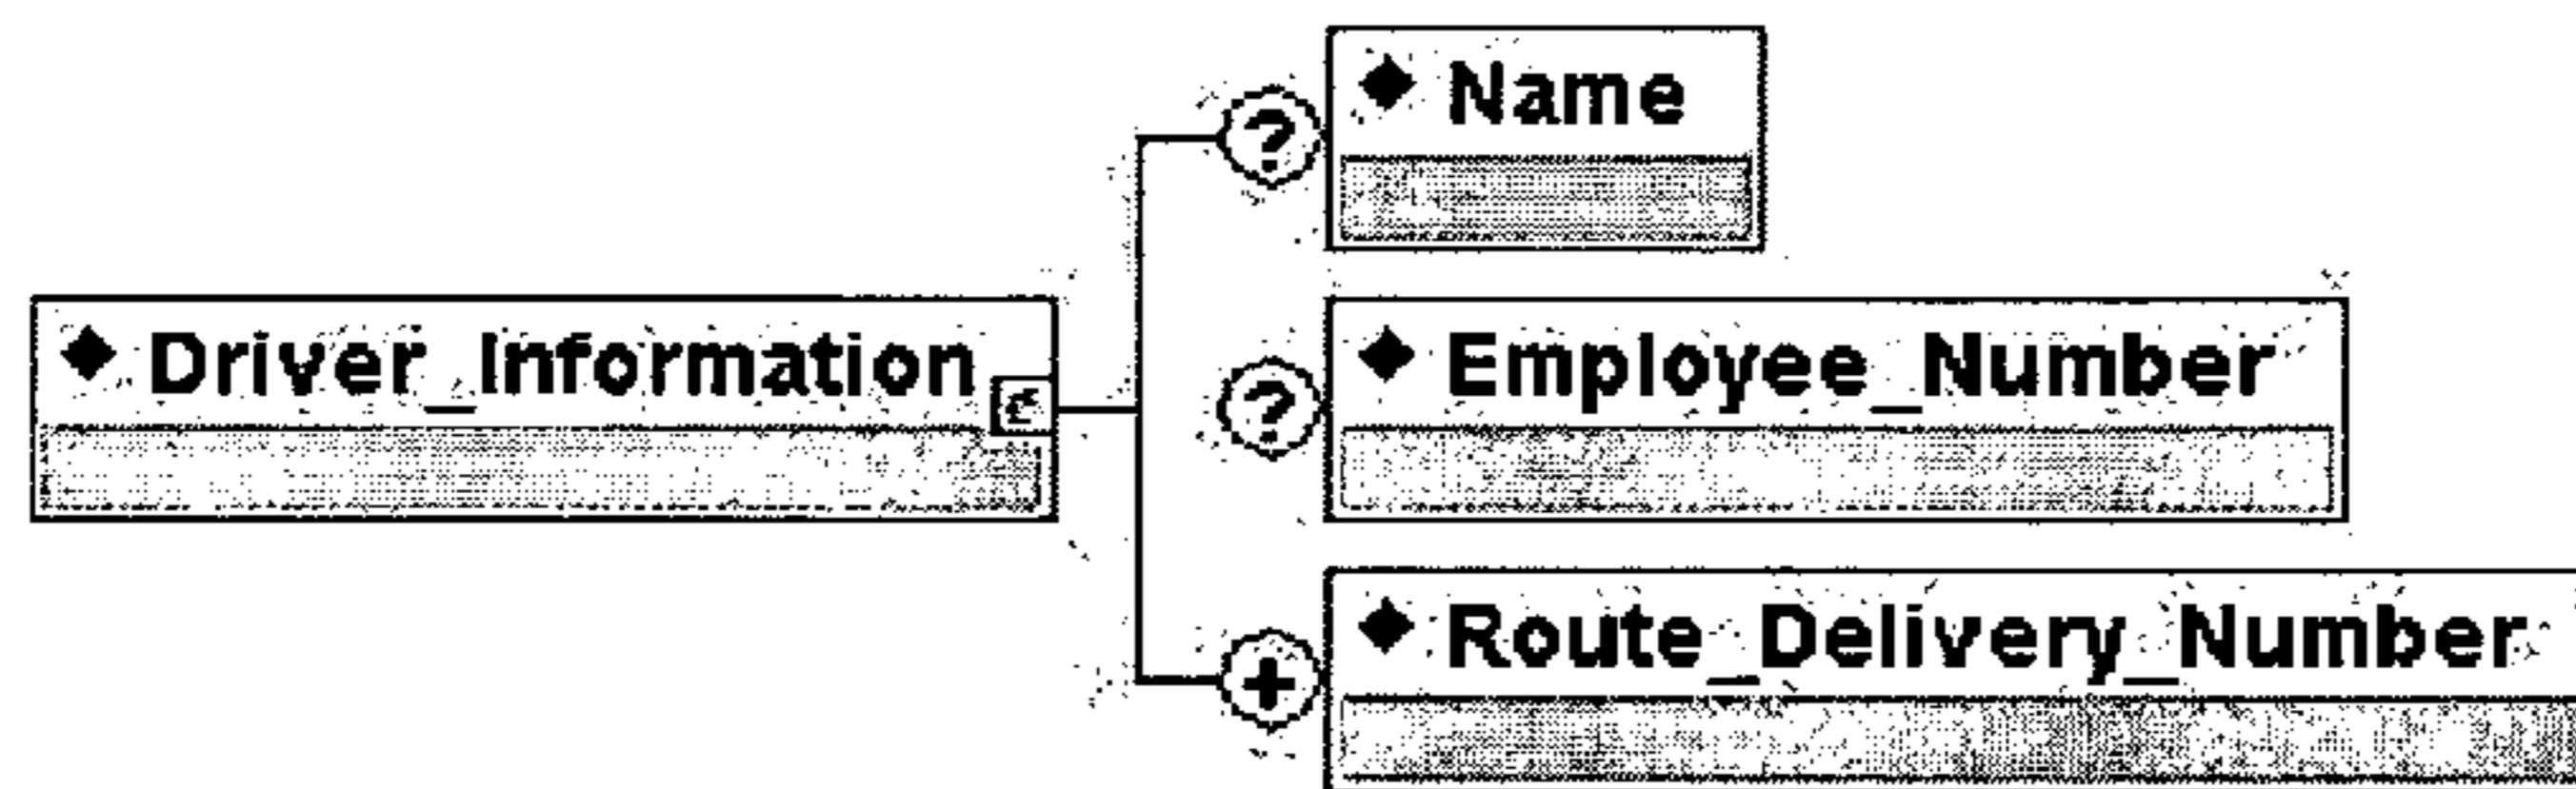 ? Name
Driver_Information
? Employee_Number
+ Route_Delivery_Number